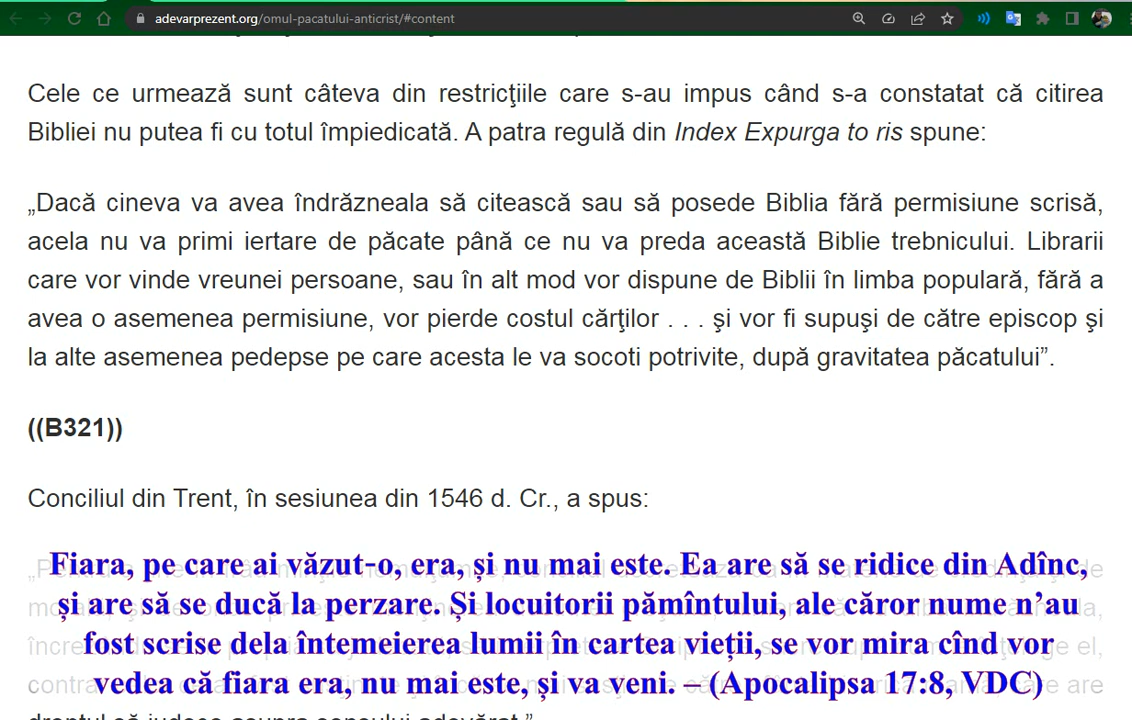 adevarprezent.org/omul-pacatului-anticrist/#content
Cele ce urmează sunt câteva din restricţiile care s-au impus când s-a constatat că citirea
Bibliei nu putea fi cu totul împiedicată. A patra regulă din Index Expurga to ris spune:
„Dacă cineva va avea îndrăzneala să citească sau să posede Biblia fără permisiune scrisă,
acela nu va primi iertare de păcate până ce nu va preda această Biblie trebnicului. Librarii
care vor vinde vreunei persoane, sau în alt mod vor dispune de Biblii în limba populară, fără a
avea o asemenea permisiune, vor pierde costul cărţilor . . . şi vor fi supuşi de către episcop şi
la alte asemenea pedepse pe care acesta le va socoti potrivite, după gravitatea păcatului”.
((B321))
Conciliul din Trent, în sesiunea din 1546 d. Cr., a spus:
Fiara, pe care ai văzut-o, era, și nu mai este. Ea are să se ridice din Adînc,
și are să se ducă la perzare. Și locuitorii pămîntului, ale căror nume n’au
fost scrise dela întemeierea lumii în cartea vieții, se vor mira cînd vor
vedea că fiara era, nu mai este, și va veni. – (Apocalipsa 17:8, VDC)